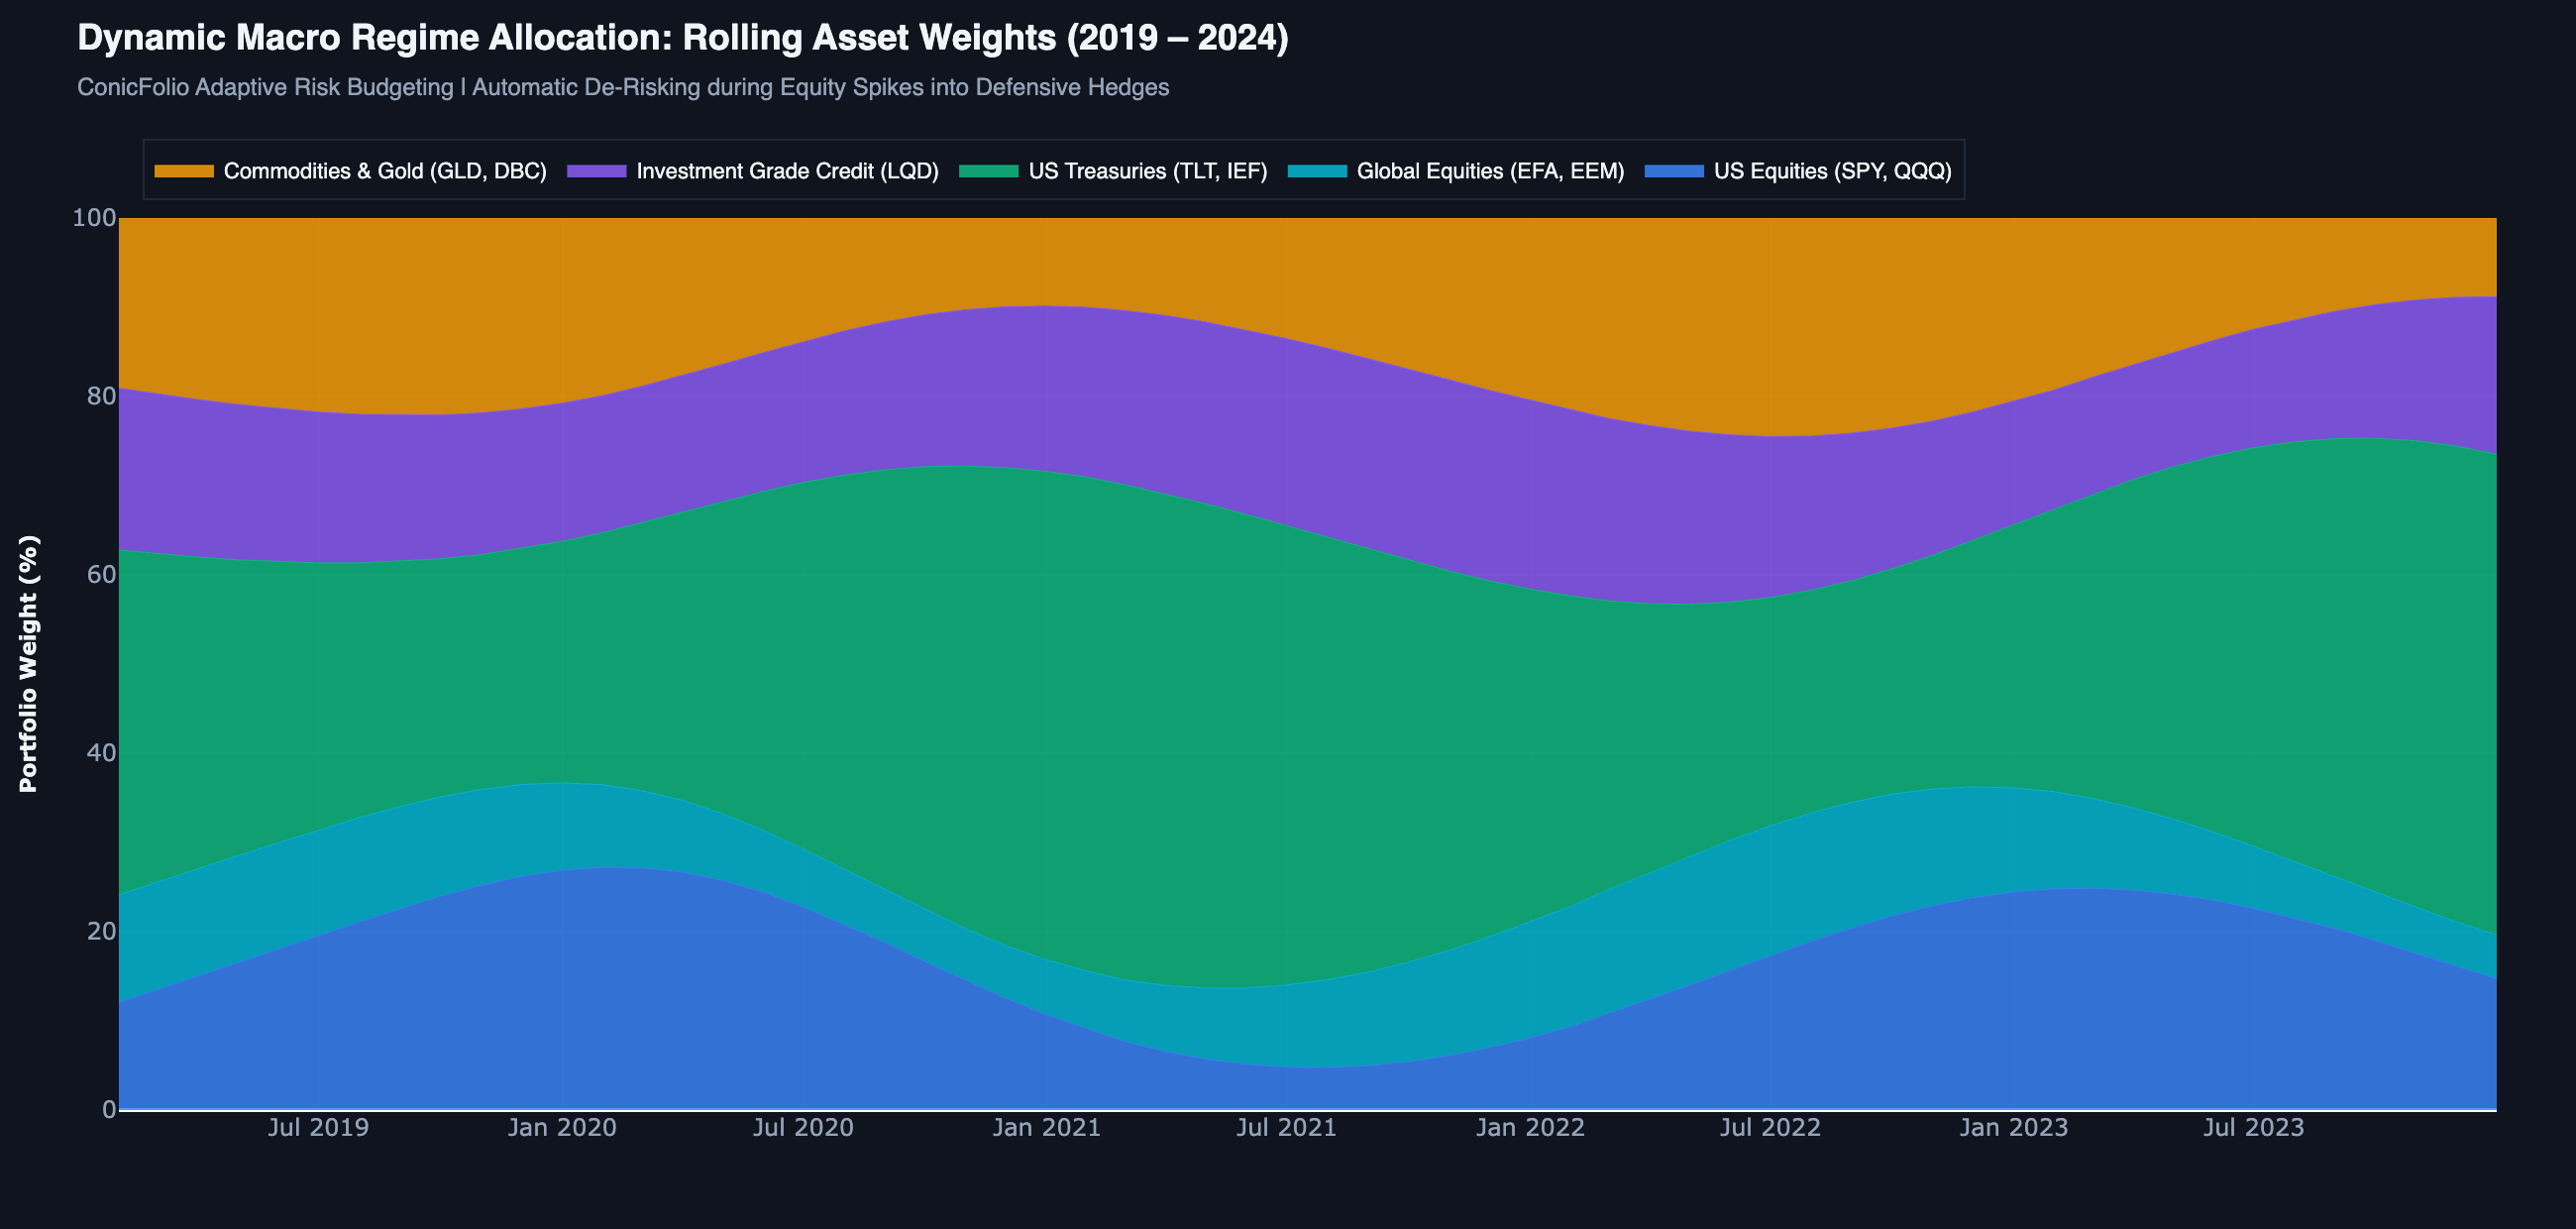 Dynamic Macro Regime Allocation: Rolling Asset Weights (2019 – 2024)
ConicFolio Adaptive Risk Budgeting | Automatic De-Risking during Equity Spikes into Defensive Hedges
Commodities & Gold (GLD, DBC) Investment Grade Credit (LQD) US Treasuries (TLT, IEF) Global Equities (EFA, EEM) US Equities (SPY, QQQ)
Portfolio Weight (%)
100
80
60
40
20
0
Jul 2019 Jan 2020 Jul 2020 Jan 2021 Jul 2021 Jan 2022 Jul 2022 Jan 2023 Jul 2023